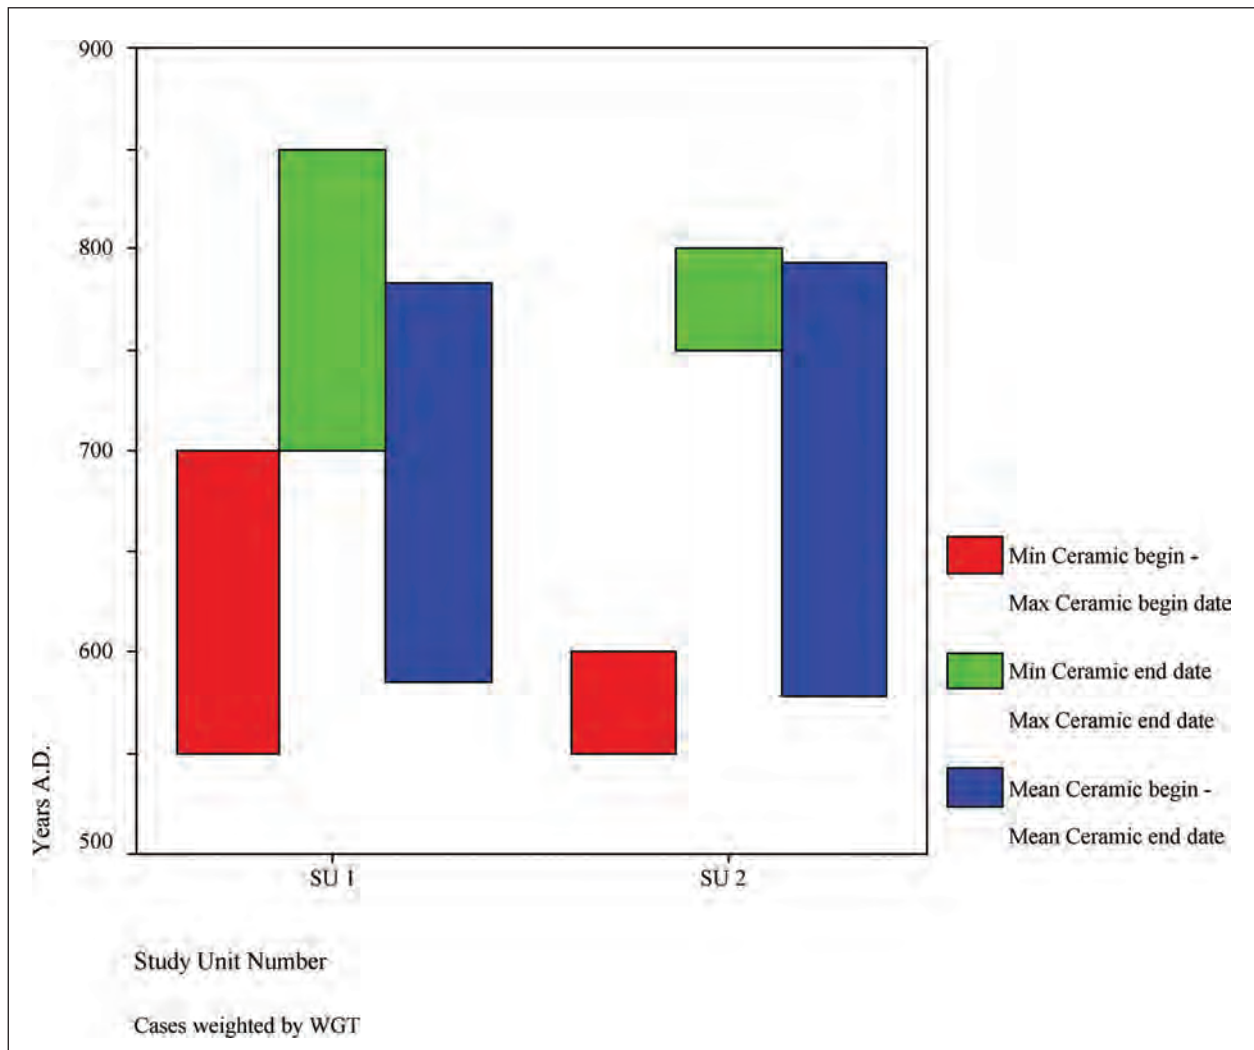 900
800
700
600
500
Years A.D.
SU 1
SU 2
Min Ceramic begin -
Max Ceramic begin date
Min Ceramic end date
Max Ceramic end date
Mean Ceramic begin -
Mean Ceramic end date
Study Unit Number
Cases weighted by WGT